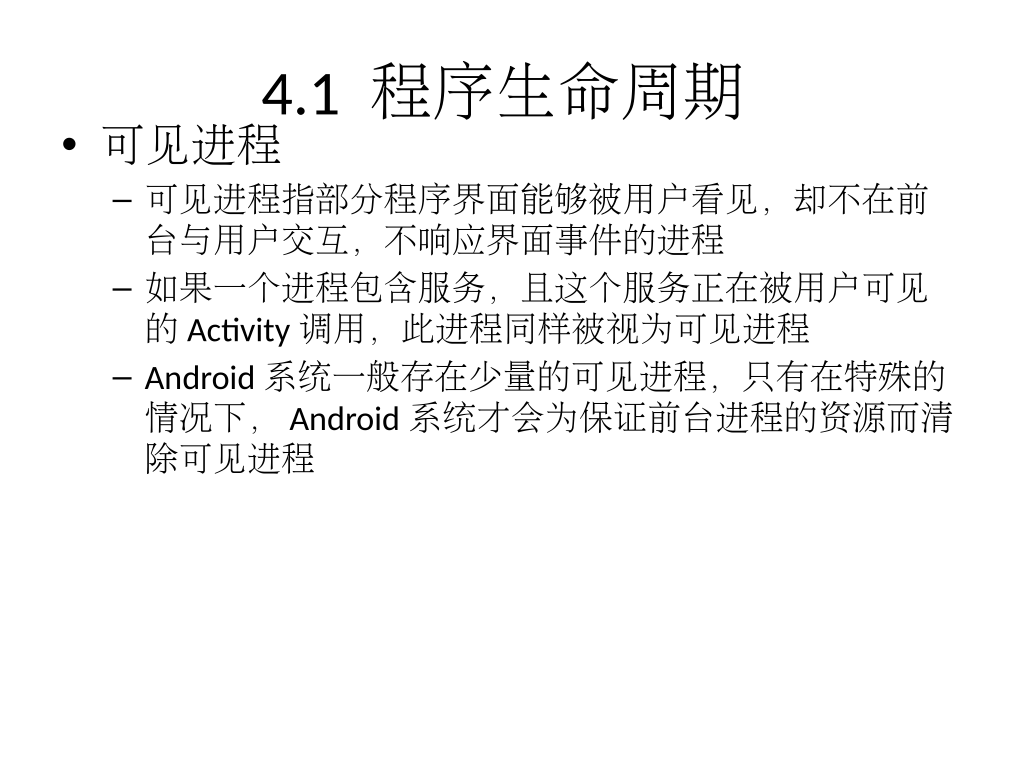 4.1 程序生命周期
• 可见进程
– 可见进程指部分程序界面能够被用户看见，却不在前
台与用户交互，不响应界面事件的进程
– 如果一个进程包含服务，且这个服务正在被用户可见
的 Activity 调用，此进程同样被视为可见进程
– Android 系统一般存在少量的可见进程，只有在特殊的
情况下， Android 系统才会为保证前台进程的资源而清
除可见进程